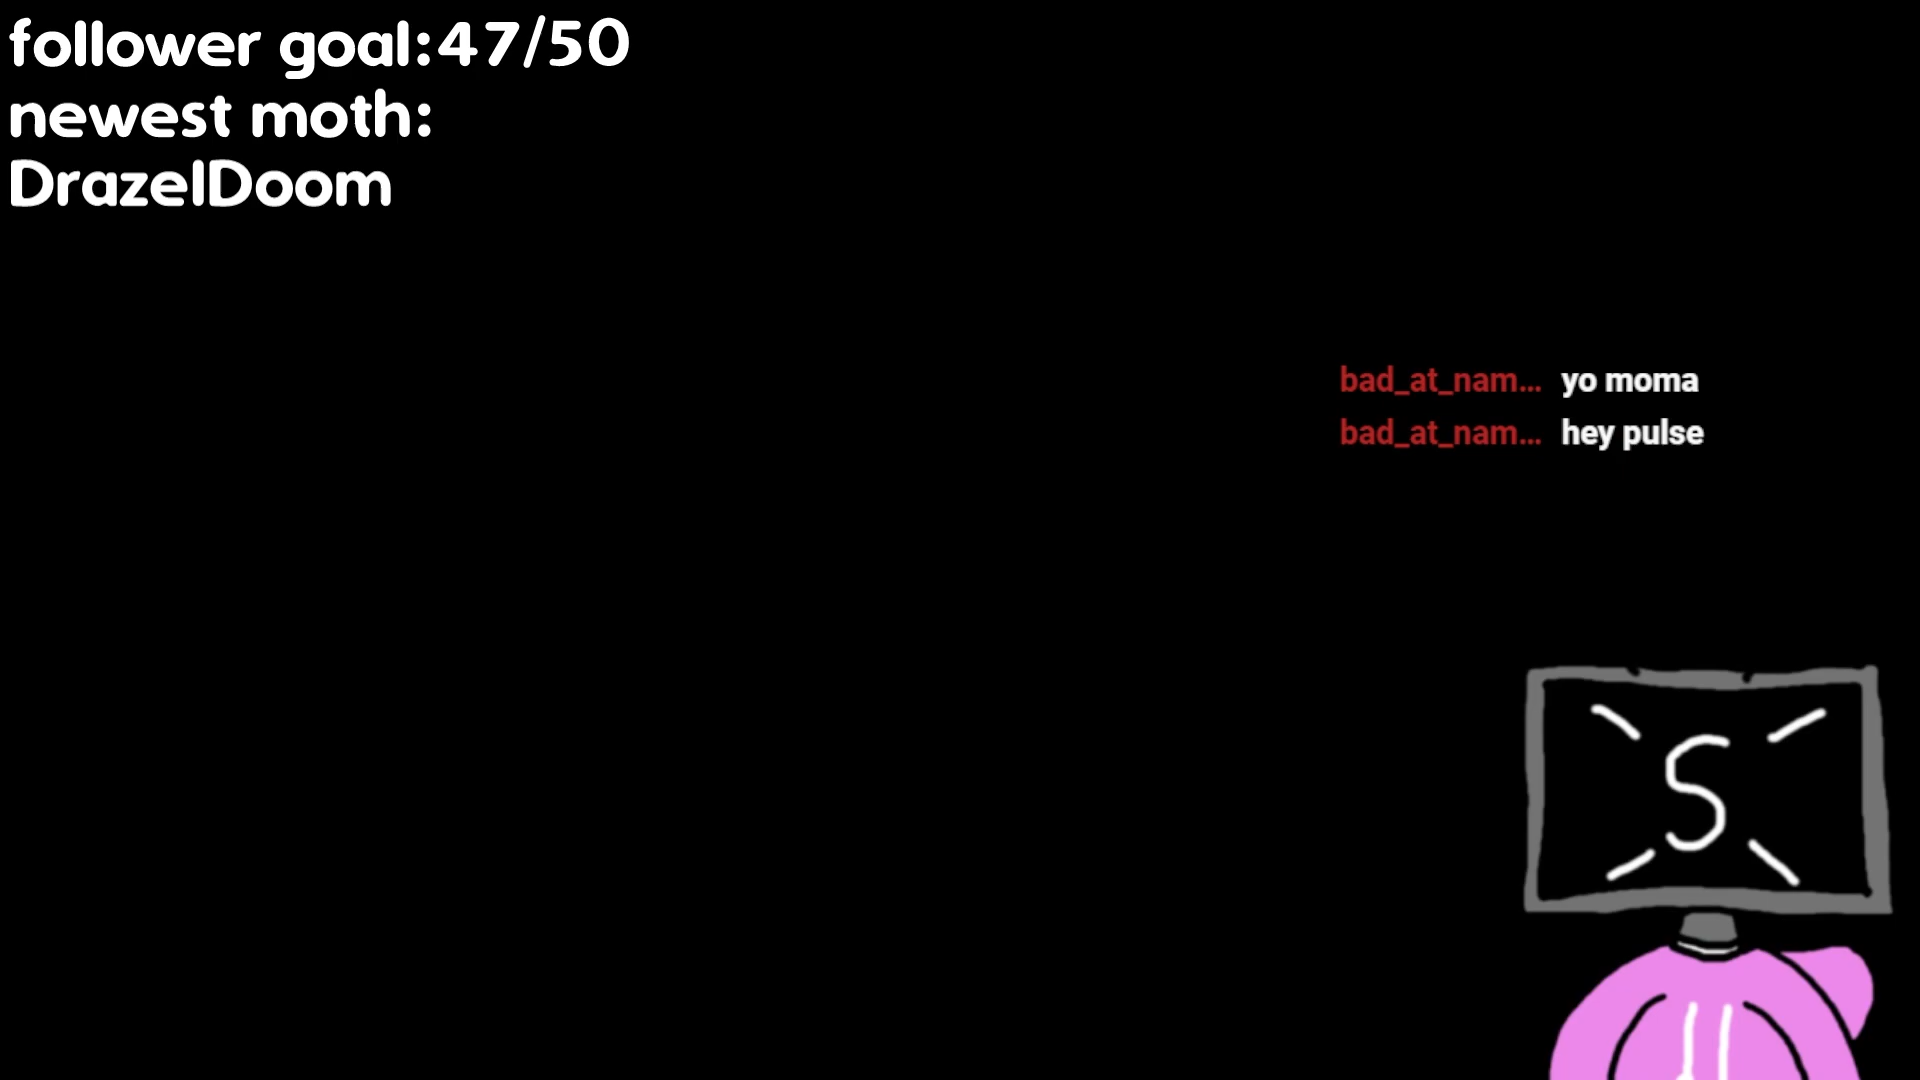 follower goal:47/50
newest moth:
DrazelDoom
bad_at_nam... yo moma
bad_at_nam... hey pulse
S